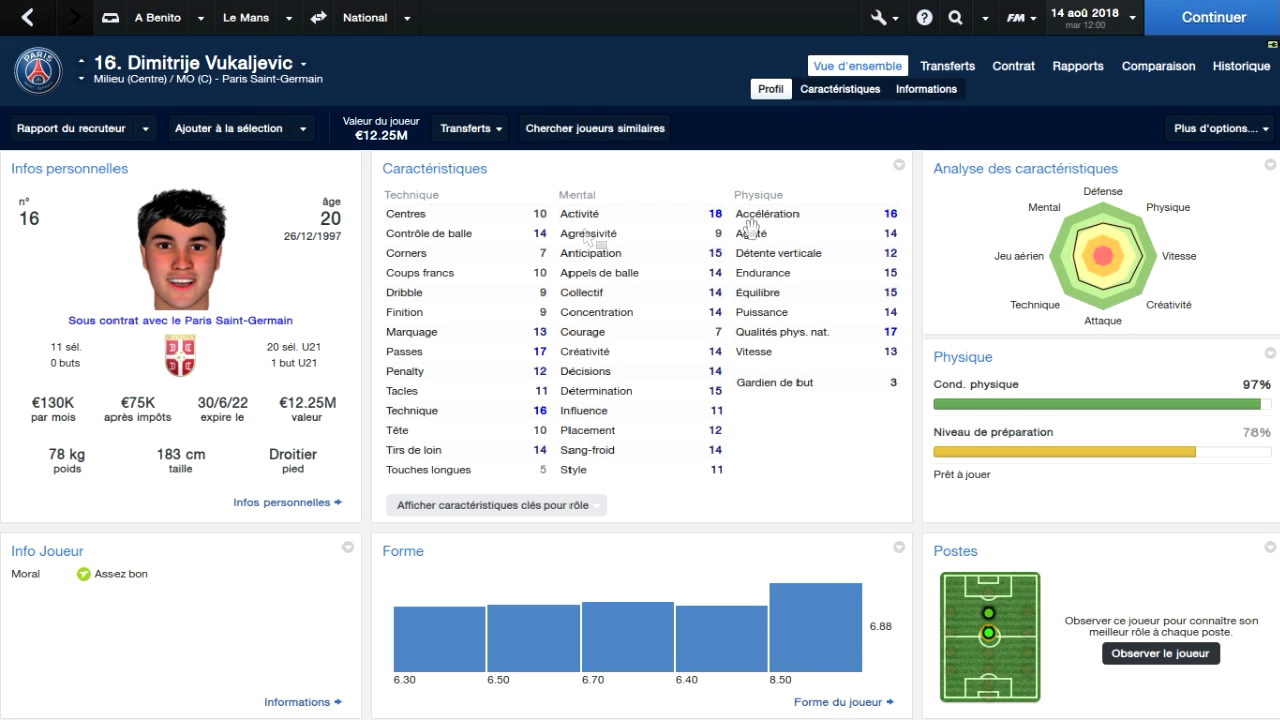 A Benito
Le Mans
National
FM
14 aoû 2018
mar 12:00
Continuer
PARIS
16. Dimitrije Vukaljevic
Milieu (Centre) / MO (C) - Paris Saint-Germain
Vue d'ensemble
Transferts
Contrat
Rapports
Comparaison
Historique
Profil
Caractéristiques
Informations
Rapport du recruteur
Ajouter à la sélection
Valeur du joueur
€12.25M
Transferts
Chercher joueurs similaires
Plus d'options...
Infos personnelles
n°
16
âge
20
26/12/1997
Sous contrat avec le Paris Saint-Germain
11 sél.
0 buts
20 sél. U21
1 but U21
€130K
par mois
€75K
après impôts
30/6/22
expire le
€12.25M
valeur
78 kg
poids
183 cm
taille
Droitier
pied
Infos personnelles
Caractéristiques
Technique
Centres 10
Contrôle de balle 14
Corners 7
Coups francs 10
Dribble 9
Finition 9
Marquage 13
Passes 17
Penalty 12
Tacles 11
Technique 16
Tête 10
Tirs de loin 14
Touches longues 5
Mental
Activité 18
Agressivité 9
Anticipation 15
Appels de balle 14
Collectif 14
Concentration 14
Courage 7
Créativité 14
Décisions 14
Détermination 15
Influence 11
Placement 12
Sang-froid 14
Style 11
Physique
Accélération 16
14
Détente verticale 12
Endurance 15
Équilibre 15
Puissance 14
Qualités phys. nat. 17
Vitesse 13
Gardien de but 3
Afficher caractéristiques clés pour rôle
Analyse des caractéristiques
Défense
Mental
Physique
Jeu aérien
Vitesse
Technique
Créativité
Attaque
Physique
Cond. physique 97%
Niveau de préparation 78%
Prêt à jouer
Info Joueur
Moral Assez bon
Informations
Forme
6.88
6.30 6.50 6.70 6.40 8.50
Forme du joueur
Postes
Observer ce joueur pour connaître son
meilleur rôle à chaque poste.
Observer le joueur